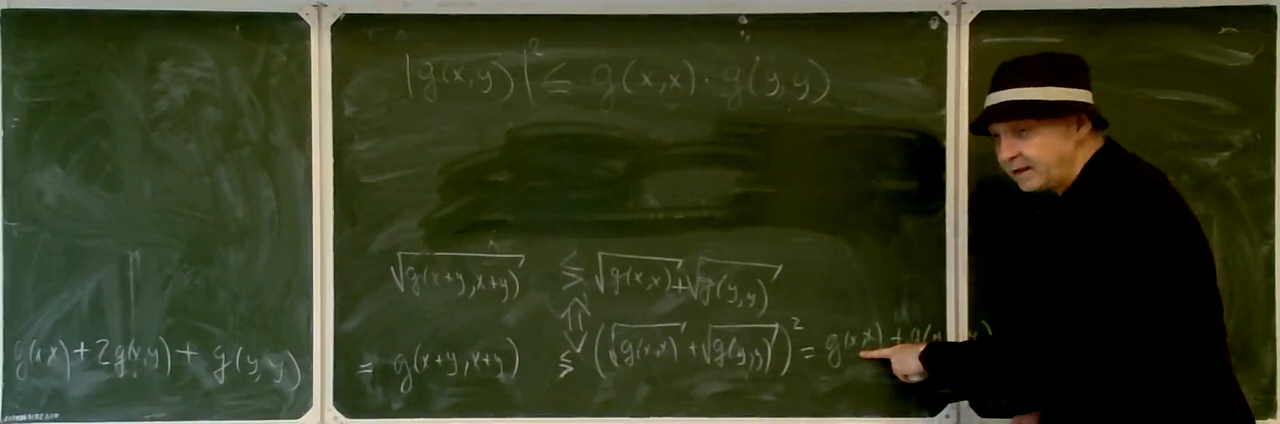 |g(x,y)|² ≤ g(x,x) · g(y,y)
√g(x+y,x+y) ≤ ≥ √g(x,x) + √g(y,y)
⇕
g(x,x) + 2g(x,y) + g(y,y) = g(x+y,x+y) ≤ (√g(x,x) + √g(y,y))² = g(x,x) + g(